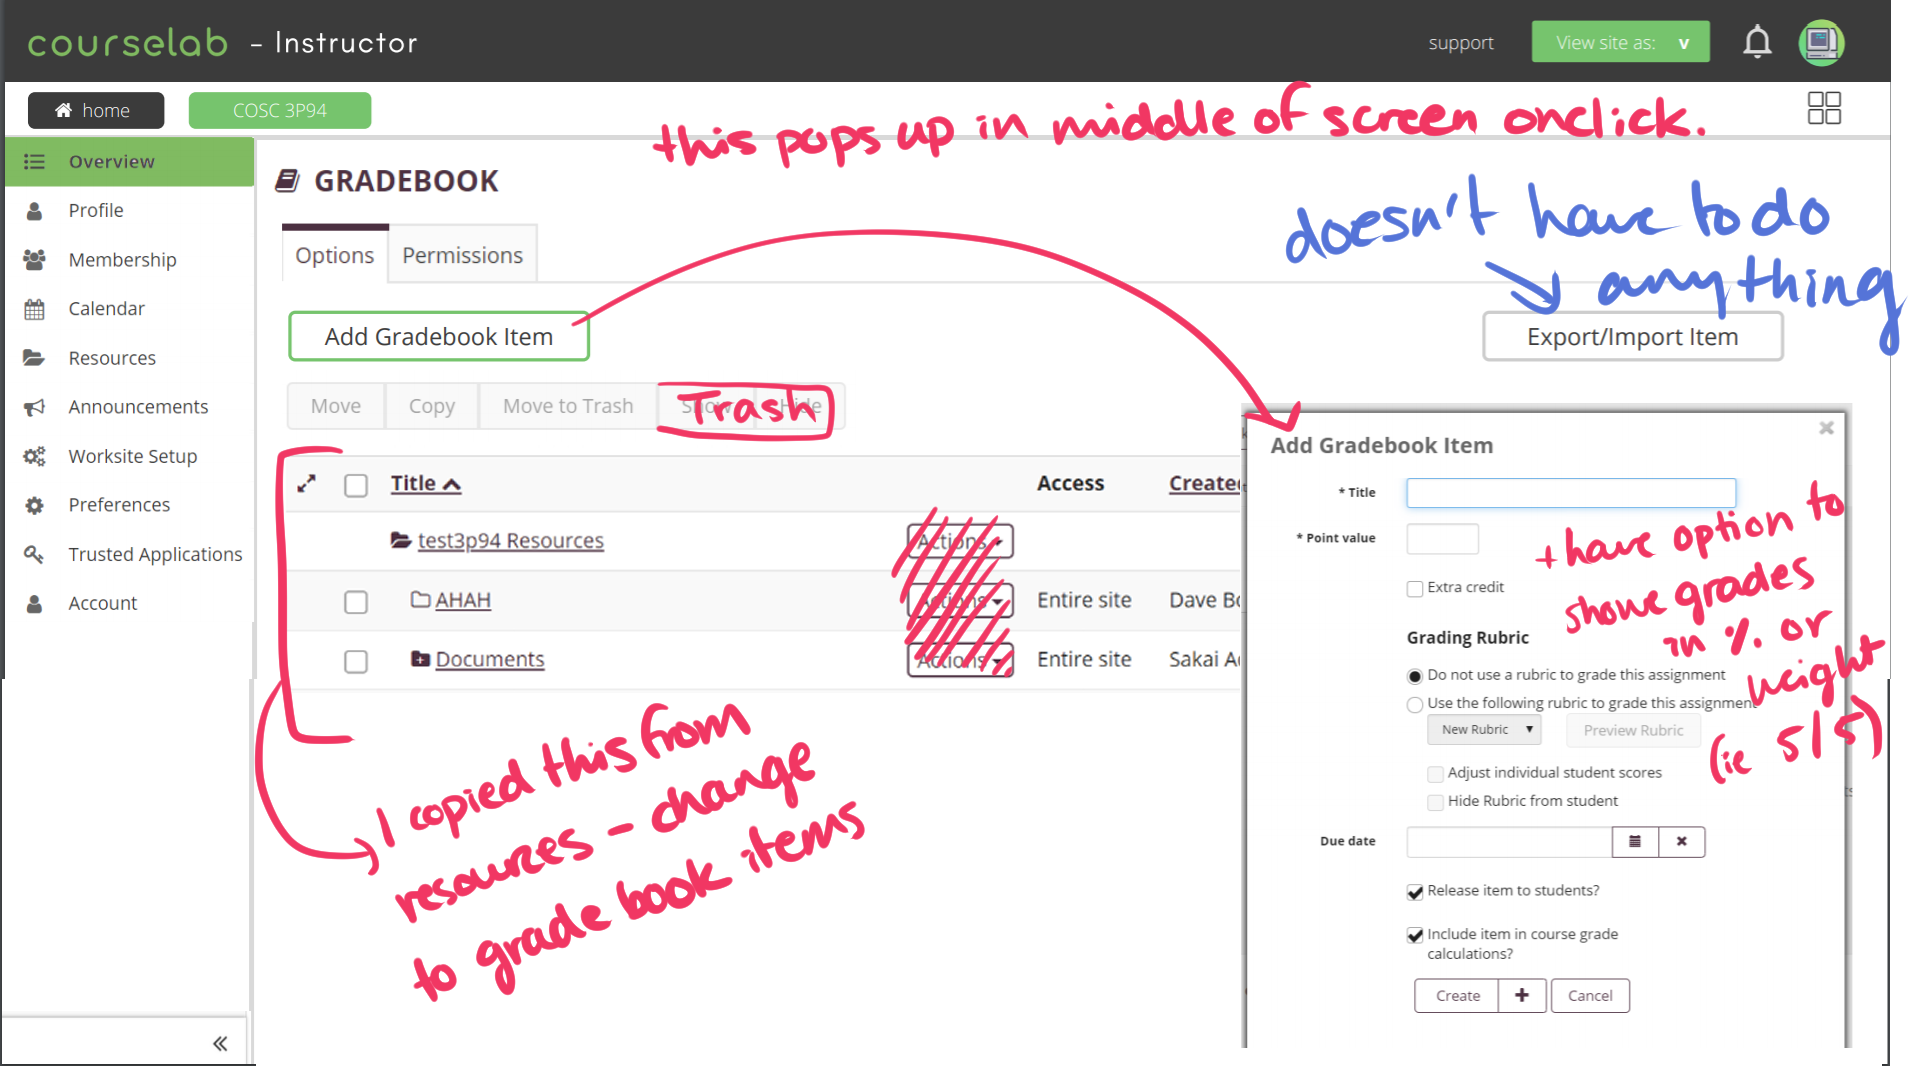 courselab - Instructor
support
View site as: v
home
COSC 3P94
this pops up in middle of screen onclick.
Overview
Profile
Membership
Calendar
Resources
Announcements
Worksite Setup
Preferences
Trusted Applications
Account
«
GRADEBOOK
Options
Permissions
doesn't have to do
anything
Add Gradebook Item
Export/Import Item
Move
Copy
Move to Trash
Show
Hide
Trash
Title
Access
Create
test3p94 Resources
Actions
AHAH
Actions
Entire site
Dave Bo
Documents
Actions
Entire site
Sakai A
I copied this from
resources - change
to grade book items
Add Gradebook Item
* Title
* Point value
Extra credit
+ have option to
show grades
in % or
weight
(ie 5/5)
Grading Rubric
Do not use a rubric to grade this assignment
Use the following rubric to grade this assignment
New Rubric
Preview Rubric
Adjust individual student scores
Hide Rubric from student
Due date
Release item to students?
Include item in course grade
calculations?
Create
+
Cancel